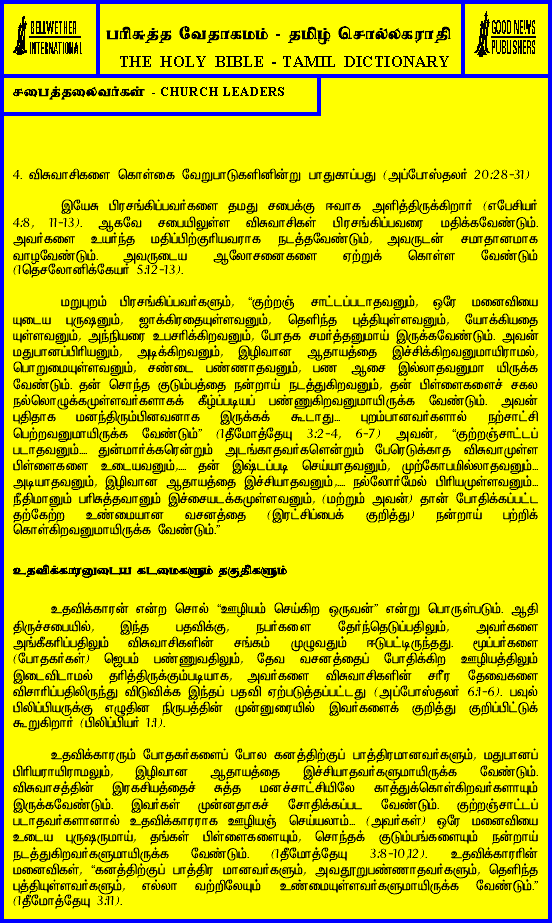 BELLWETHER
INTERNATIONAL
பரிசுத்த வேதாகமம் - தமிழ் சொல்லகராதி
THE HOLY BIBLE - TAMIL DICTIONARY
GOOD NEWS
PUBLISHERS
சபைத்தலைவர்கள் - CHURCH LEADERS
4. விசுவாசிகளை கொள்கை வேறுபாடுகளினின்று பாதுகாப்பது (அப்போஸ்தலர் 20:28-31)
இயேசு பிரசங்கிப்பவர்களை தமது சபைக்கு ஈவாக அளித்திருக்கிறார் (எபேசியர்
4:8, 11-13). ஆகவே சபையிலுள்ள விசுவாசிகள் பிரசங்கிப்பவரை மதிக்கவேண்டும்.
அவர்களை உயர்ந்த மதிப்பிற்குரியவராக நடத்தவேண்டும், அவருடன் சமாதானமாக
வாழவேண்டும். அவருடைய ஆலோசனைகளை ஏற்றுக் கொள்ள வேண்டும்
(1தெசலோனிக்கேயர் 5:12-13).
மறுபுறம் பிரசங்கிப்பவர்களும், “குற்றஞ் சாட்டப்படாதவனும், ஒரே மனைவியை
யுடைய புருஷனும், ஜாக்கிரதையுள்ளவனும், தெளிந்த புத்தியுள்ளவனும், யோக்கியதை
யுள்ளவனும், அந்நியரை உபசரிக்கிறவனும், போதக சமர்த்தனுமாய் இருக்கவேண்டும். அவன்
மதுபானப்பிரியனும், அடிக்கிறவனும், இழிவான ஆதாயத்தை இச்சிக்கிறவனுமாயிராமல்,
பொறுமையுள்ளவனும், சண்டை பண்ணாதவனும், பண ஆசை இல்லாதவனுமா யிருக்க
வேண்டும். தன் சொந்த குடும்பத்தை நன்றாய் நடத்துகிறவனும், தன் பிள்ளைகளைச் சகல
நல்லொழுக்கமுள்ளவர்களாகக் கீழ்ப்படியப் பண்ணுகிறவனுமாயிருக்க வேண்டும். அவன்
புதிதாக மனந்திரும்பினவனாக இருக்கக் கூடாது... புறம்பானவர்களால் நற்சாட்சி
பெற்றவனுமாயிருக்க வேண்டும்” (1தீமோத்தேயு 3:2-4, 6-7) அவன், “குற்றஞ்சாட்டப்
படாதவனும்.... துன்மார்க்கரென்றும் அடங்காதவர்களென்றும் பேரெடுக்காத விசுவாமுள்ள
பிள்ளைகளை உடையவனும்,.... தன் இஷ்டப்படி செய்யாதவனும், முற்கோபமில்லாதவனும்...
அடியாதவனும், இழிவான ஆதாயத்தை இச்சியாதவனும்,.... நல்லோர்மேல் பிரியமுள்ளவனும்...
நீதிமானும் பரிசுத்தவானும் இச்சையடக்கமுள்ளவனும், (மற்றும் அவன்) தான் போதிக்கப்பட்ட
தற்கேற்ற உண்மையான வசனத்தை (இரட்சிப்பைக் குறித்து) நன்றாய் பற்றிக்
கொள்கிறவனுமாயிருக்க வேண்டும்.”
உதவிக்காரனுடைய கடமைகளும் தகுதிகளும்
உதவிக்காரன் என்ற சொல் “ஊழியம் செய்கிற ஒருவன்” என்று பொருள்படும். ஆதி
திருச்சபையில், இந்த பதவிக்கு, நபர்களை தேர்ந்தெடுப்பதிலும், அவர்களை
அங்கீகரிப்பதிலும் விசுவாசிகளின் சங்கம் முழுவதும் ஈடுபட்டிருந்தது. மூப்பர்களை
(போதகர்கள்) ஜெபம் பண்ணுவதிலும், தேவ வசனத்தைப் போதிக்கிற ஊழியத்திலும்
இடைவிடாமல் தரித்திருக்கும்படியாக, அவர்களை விசுவாசிகளின் சரீர தேவைகளை
விசாரிப்பதிலிருந்து விடுவிக்க இந்தப் பதவி ஏற்படுத்தப்பட்டது (அப்போஸ்தலர் 6:1-6). பவுல்
பிலிப்பியருக்கு எழுதின நிருபத்தின் முன்னுரையில் இவர்களைக் குறித்து குறிப்பிட்டுக்
கூறுகிறார் (பிலிப்பியர் 1:1).
உதவிக்காரரும் போதகர்களைப் போல கனத்திற்குப் பாத்திரமானவர்களும், மதுபானப்
பிரியராயிராமலும், இழிவான ஆதாயத்தை இச்சியாதவர்களுமாயிருக்க வேண்டும்.
விசுவாசத்தின் இரகசியத்தைச் சுத்த மனச்சாட்சியிலே காத்துக்கொள்கிறவர்களாயும்
இருக்கவேண்டும். இவர்கள் முன்னதாகச் சோதிக்கப்பட வேண்டும். குற்றஞ்சாட்டப்
படாதவர்களானால் உதவிக்காரராக ஊழியஞ் செய்யலாம்... (அவர்கள்) ஒரே மனைவியை
உடைய புருஷருமாய், தங்கள் பிள்ளைகளையும், சொந்தக் குடும்பங்களையும் நன்றாய்
நடத்துகிறவர்களுமாயிருக்க வேண்டும். (1தீமோத்தேயு 3:8-10,12). உதவிக்காரரின்
மனைவிகள், “கனத்திற்குப் பாத்திர மானவர்களும், அவதூறுபண்ணாதவர்களும், தெளிந்த
புத்தியுள்ளவர்களும், எல்லா வற்றிலேயும் உண்மையுள்ளவர்களுமாயிருக்க வேண்டும்.”
(1தீமோத்தேயு 3:11).